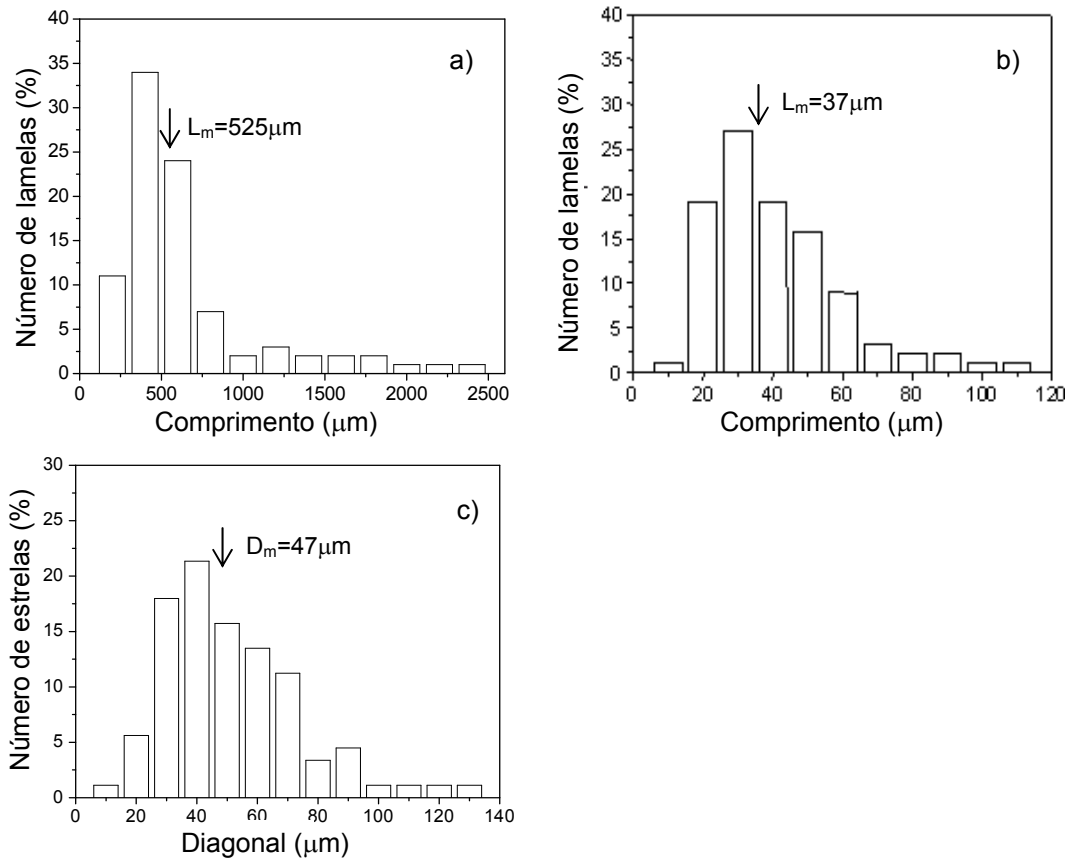 40
35
30
25
20
15
10
5
0
Número de lamelas (%)
a)
Lm=525μm
0 500 1000 1500 2000 2500
Comprimento (μm)
40
35
30
25
20
15
10
5
0
Número de lamelas (%)
b)
Lm=37μm
0 20 40 60 80 100 120
Comprimento (μm)
30
25
20
15
10
5
0
Número de estrelas (%)
c)
Dm=47μm
0 20 40 60 80 100 120 140
Diagonal (μm)